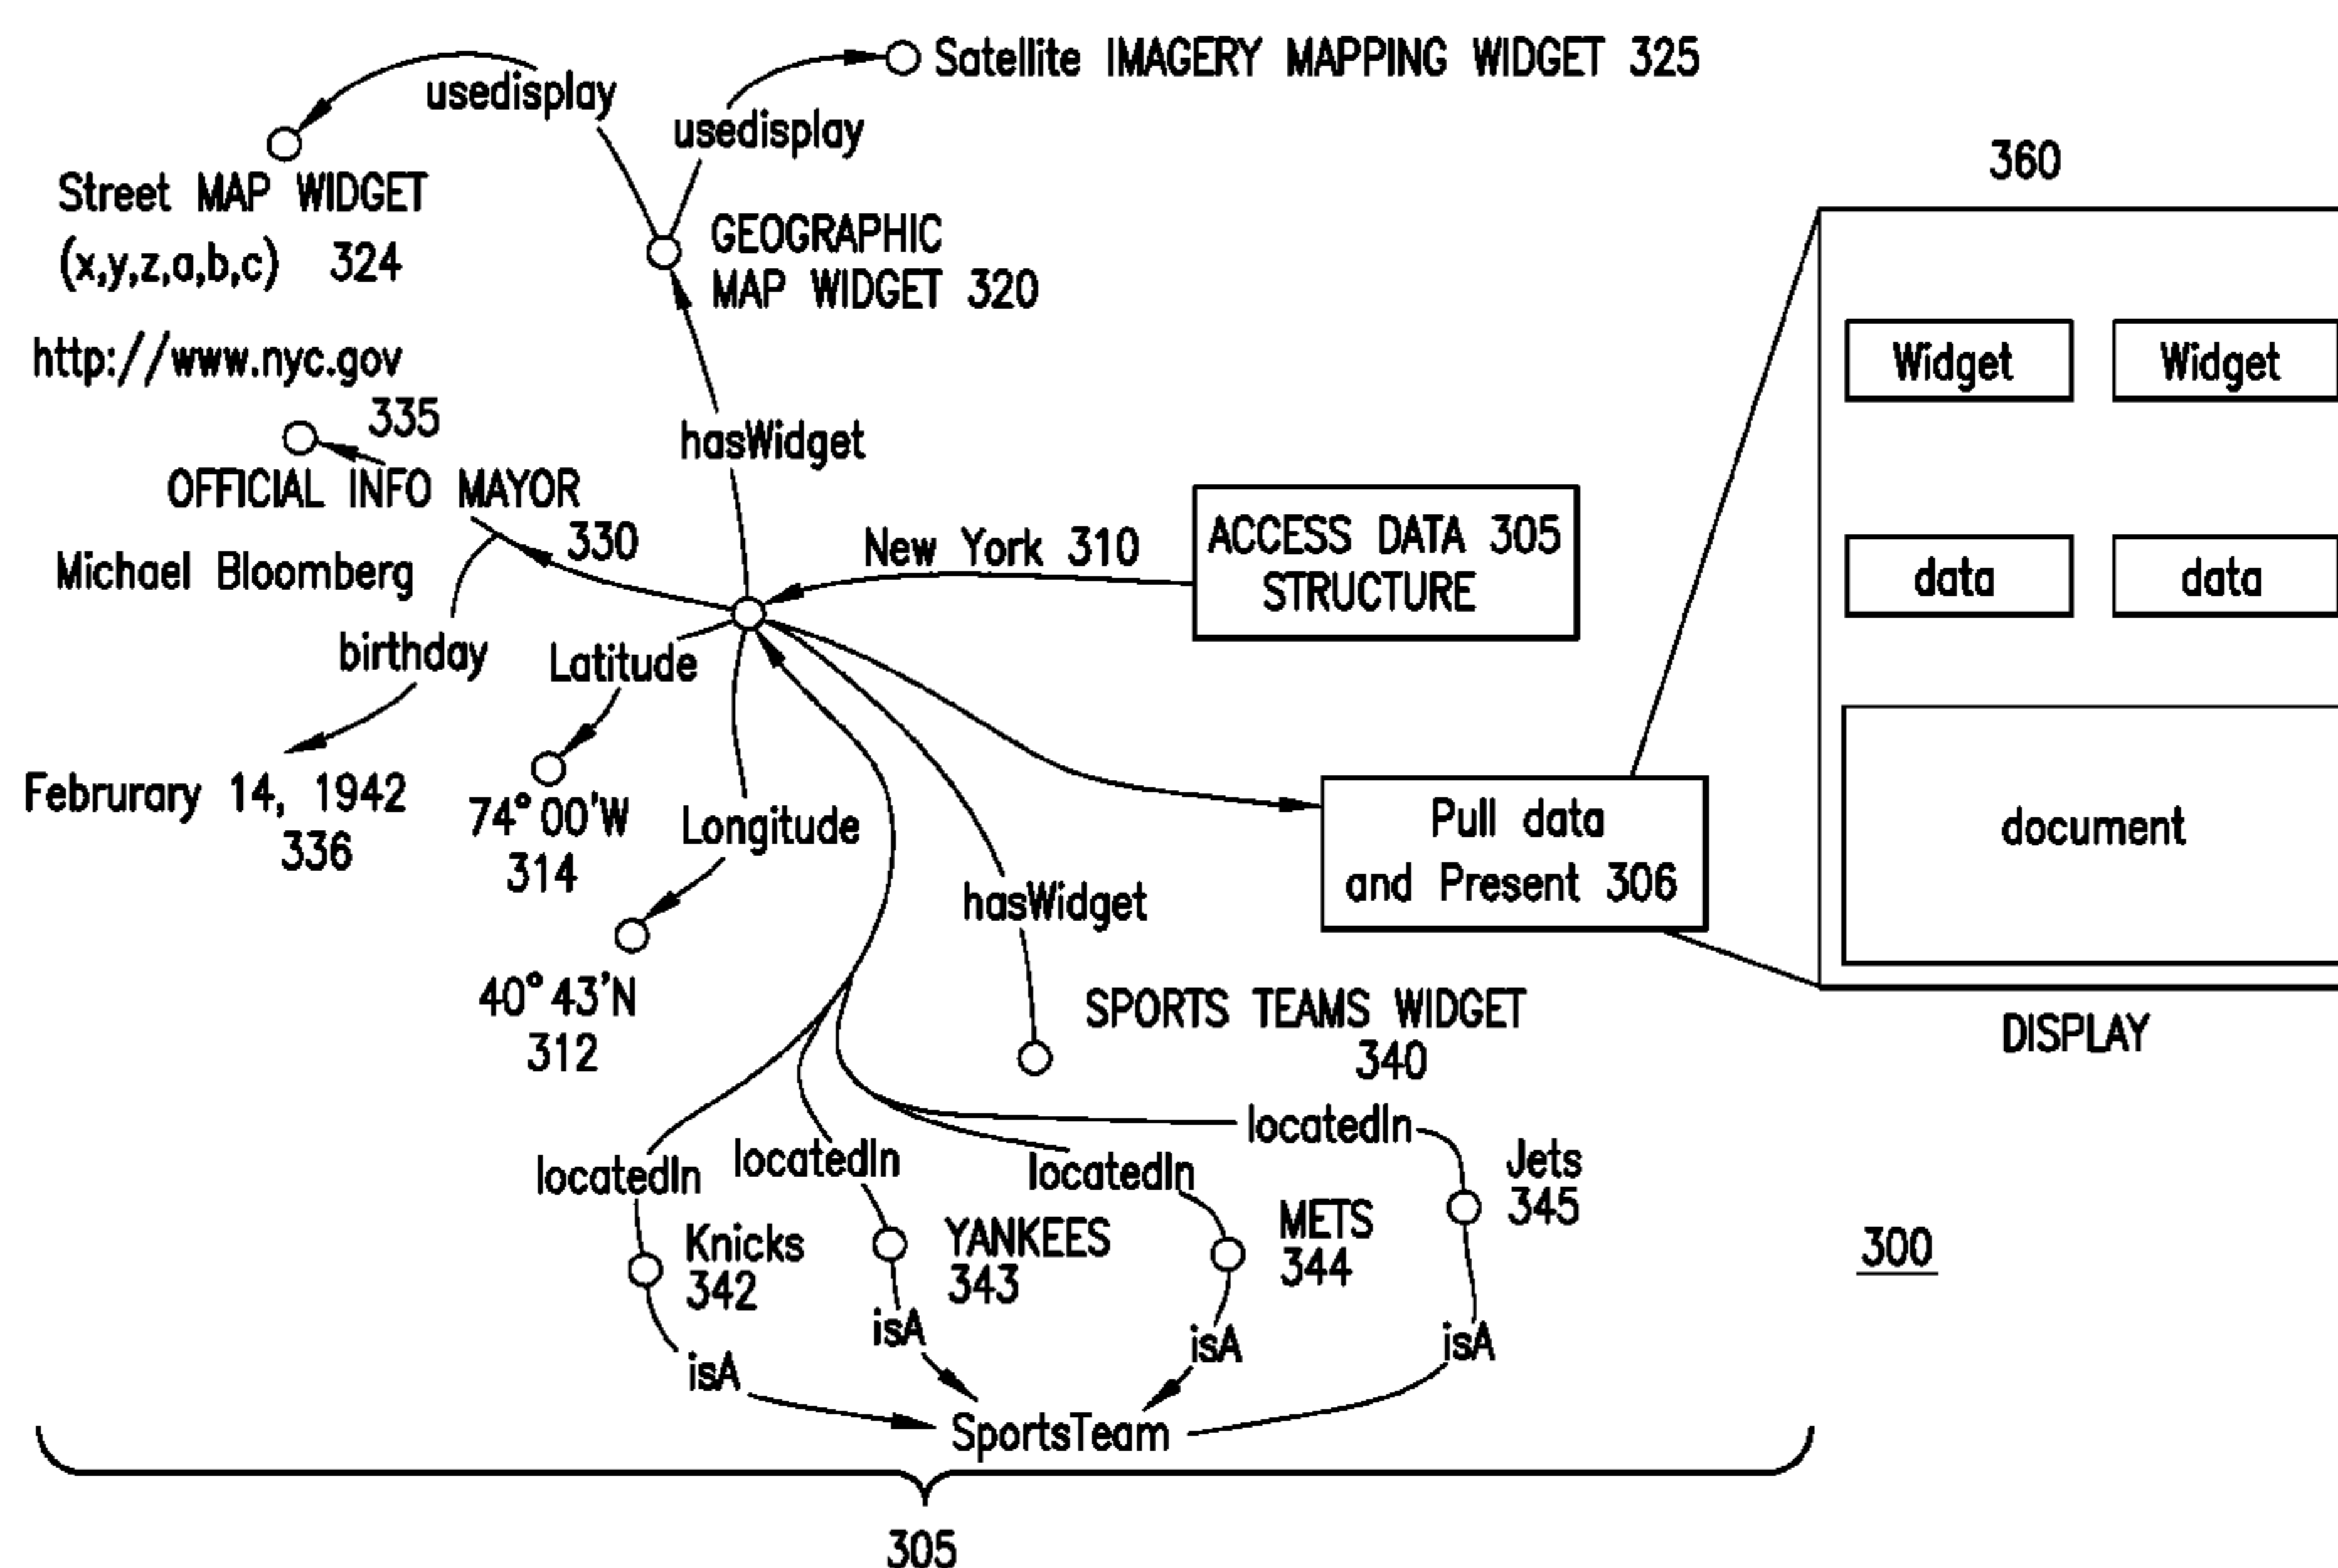 usedisplay
Satellite IMAGERY MAPPING WIDGET 325
usedisplay
Street MAP WIDGET
(x,y,z,a,b,c) 324
GEOGRAPHIC
MAP WIDGET 320
360
http://www.nyc.gov
335
Widget
Widget
hasWidget
OFFICIAL INFO MAYOR
330
New York 310
ACCESS DATA 305
STRUCTURE
Michael Bloomberg
data
data
birthday
Latitude
Februrary 14, 1942
336
74°00'W
314
Longitude
Pull data
and Present 306
document
hasWidget
40°43'N
312
SPORTS TEAMS WIDGET
340
DISPLAY
locatedIn
locatedIn
locatedIn
locatedIn
Jets
345
Knicks
342
YANKEES
343
METS
344
300
isA
isA
isA
isA
SportsTeam
305